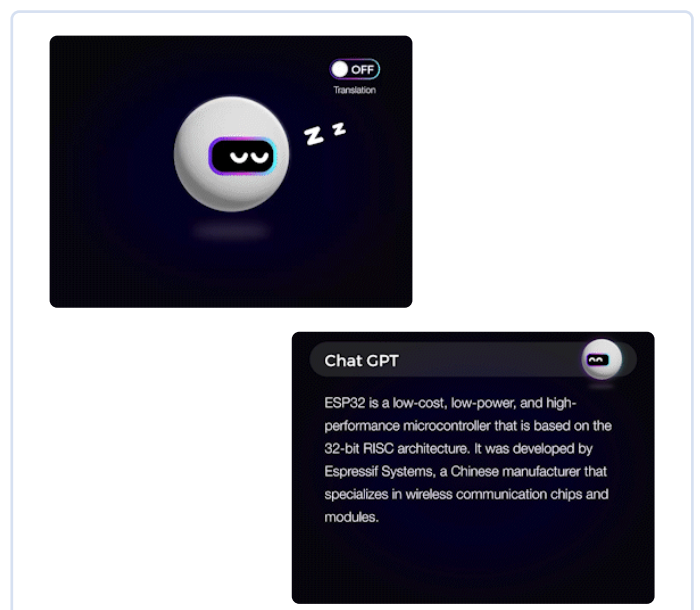 OFF
Translation
z z
Chat GPT
ESP32 is a low-cost, low-power, and high-
performance microcontroller that is based on the
32-bit RISC architecture. It was developed by
Espressif Systems, a Chinese manufacturer that
specializes in wireless communication chips and
modules.